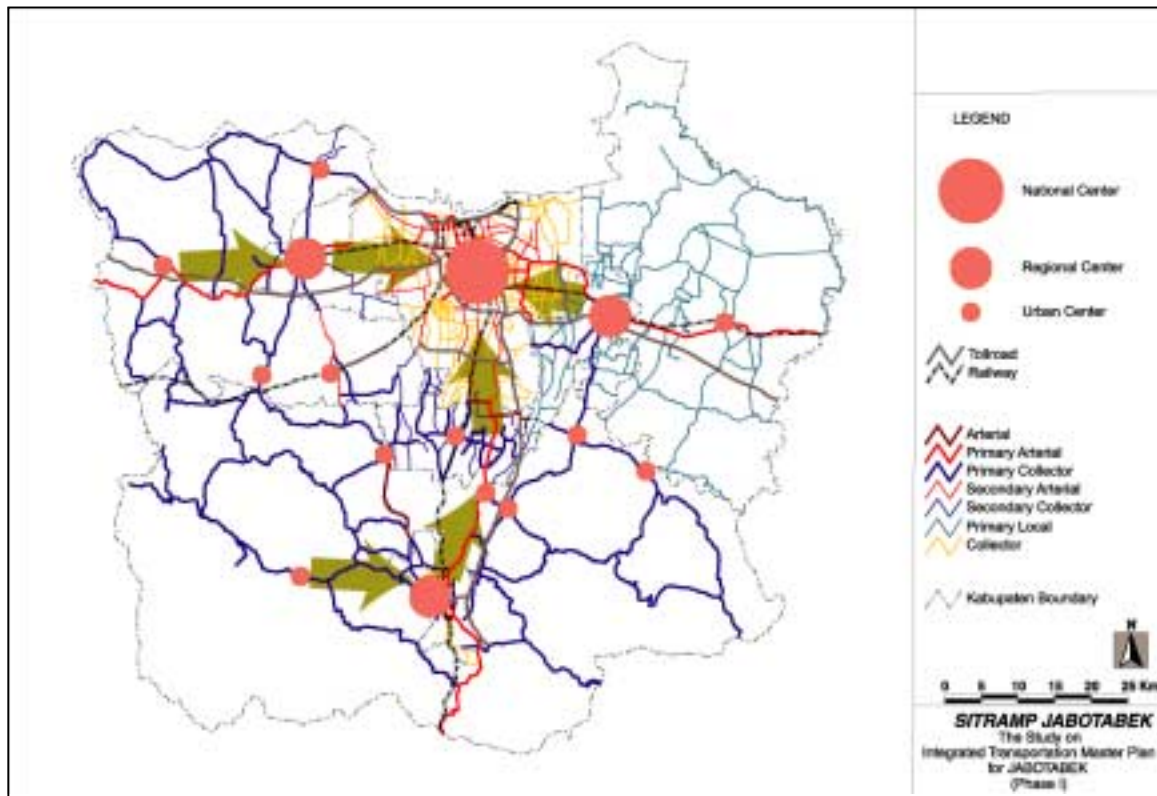 LEGEND
National Center
Regional Center
Urban Center
Tollroad
Railway
Arterial
Primary Arterial
Primary Collector
Secondary Arterial
Secondary Collector
Primary Local
Collector
Kabupaten Boundary
N
0 5 10 15 20 25 Km
SITRAMP JABOTABEK
The Study on
Integrated Transportation Master Plan
for JABOTABEK
(Phase I)